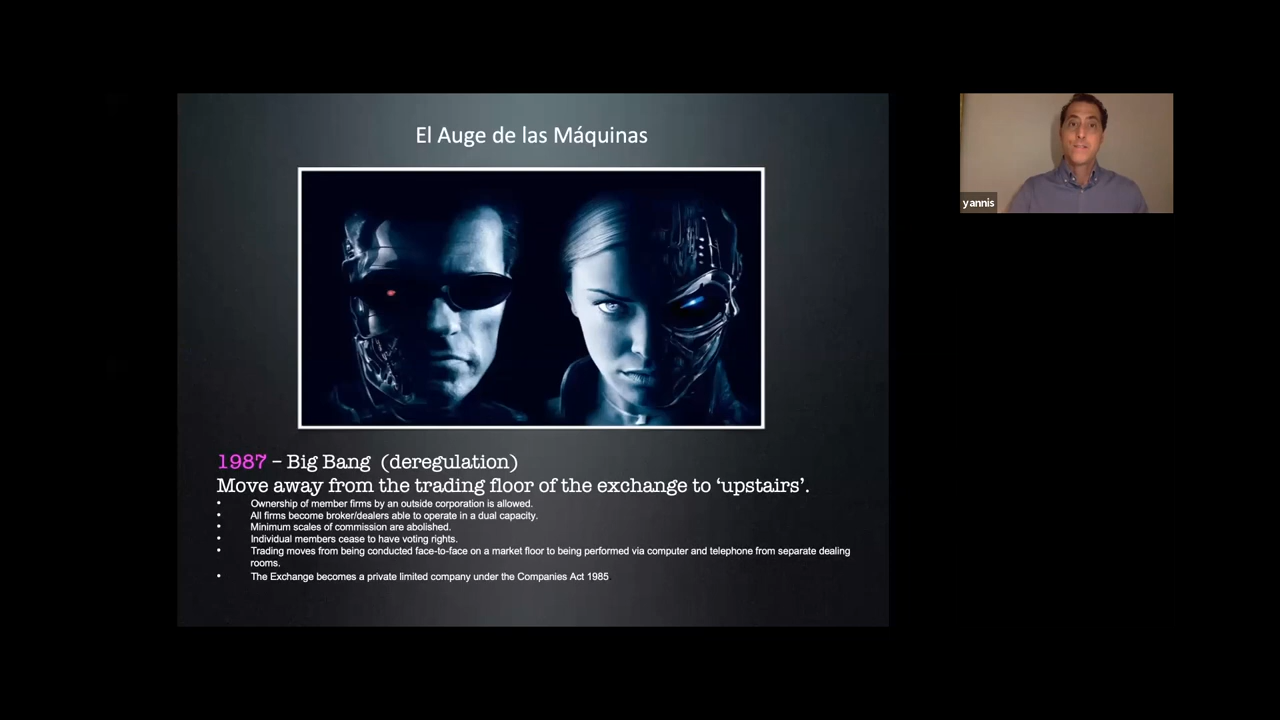 El Auge de las Máquinas
yannis
1987 – Big Bang (deregulation)
Move away from the trading floor of the exchange to ‘upstairs’.
• Ownership of member firms by an outside corporation is allowed.
• All firms become broker/dealers able to operate in a dual capacity.
• Minimum scales of commission are abolished.
• Individual members cease to have voting rights.
• Trading moves from being conducted face-to-face on a market floor to being performed via computer and telephone from separate dealing
rooms.
• The Exchange becomes a private limited company under the Companies Act 1985